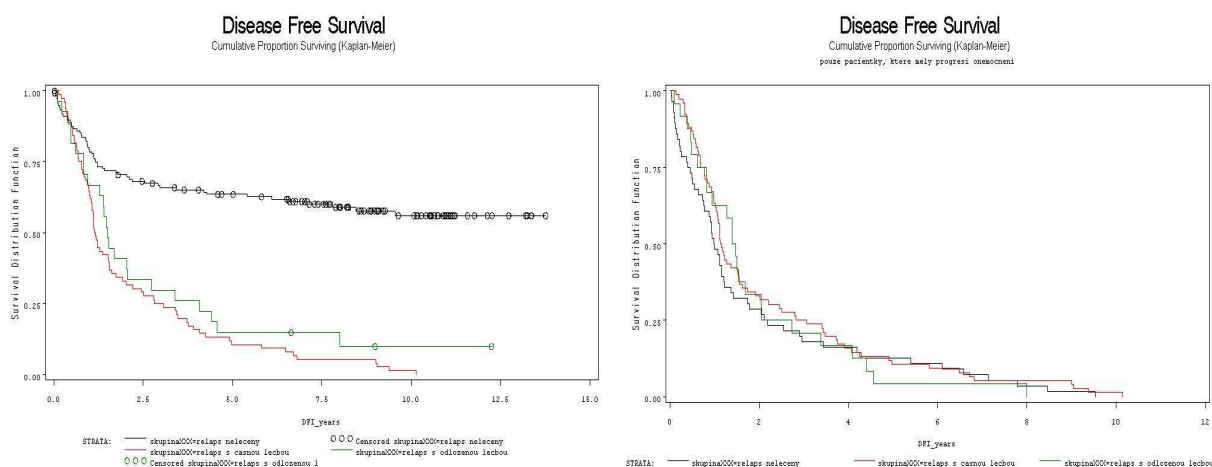 Disease Free Survival
Cumulative Proportion Surviving (Kaplan-Meier)
Survival Distribution Function
1.00
0.75
0.50
0.25
0.00
0.0 2.5 5.0 7.5 10.0 12.5 15.0
DFI_years
STRATA: skupinaXXX=relaps neleceny Censored skupinaXXX=relaps neleceny
skupinaXXX=relaps s casnou lecbou skupinaXXX=relaps s odlozenou lecbou
Censored skupinaXXX=relaps s odlozenou l
Disease Free Survival
Cumulative Proportion Surviving (Kaplan-Meier)
pouze pacientky, ktere mely progresi onemocneni
Survival Distribution Function
1.00
0.75
0.50
0.25
0.00
0 2 4 6 8 10 12
DFI_years
STRATA: skupinaXXX=relaps neleceny skupinaXXX=relaps s casnou lecbou skupinaXXX=relaps s odlozenou lecbou